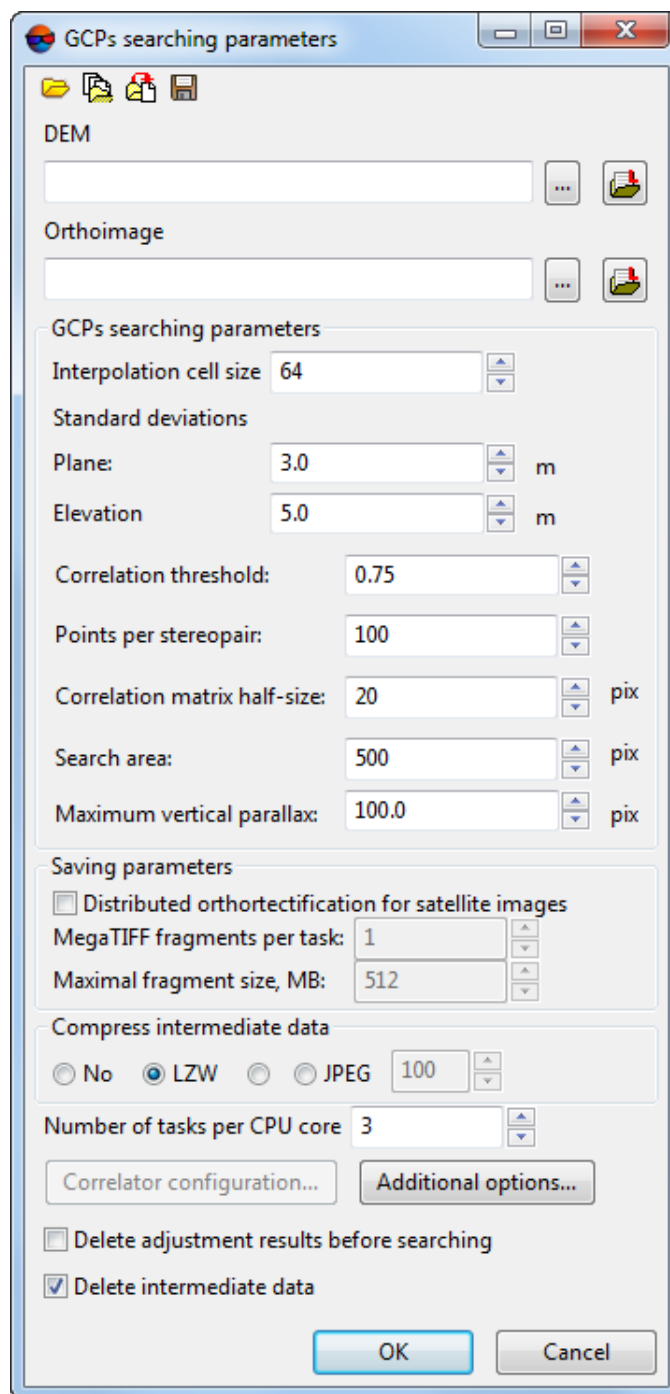 GCPs searching parameters
DEM
...
Orthoimage
...
GCPs searching parameters
Interpolation cell size 64
Standard deviations
Plane: 3.0 m
Elevation 5.0 m
Correlation threshold: 0.75
Points per stereopair: 100
Correlation matrix half-size: 20 pix
Search area: 500 pix
Maximum vertical parallax: 100.0 pix
Saving parameters
Distributed orthortectification for satellite images
MegaTIFF fragments per task: 1
Maximal fragment size, MB: 512
Compress intermediate data
No LZW JPEG 100
Number of tasks per CPU core 3
Correlator configuration... Additional options...
Delete adjustment results before searching
Delete intermediate data
OK Cancel